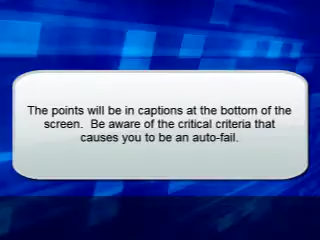 The points will be in captions at the bottom of the
screen.  Be aware of the critical criteria that
causes you to be an auto-fail.